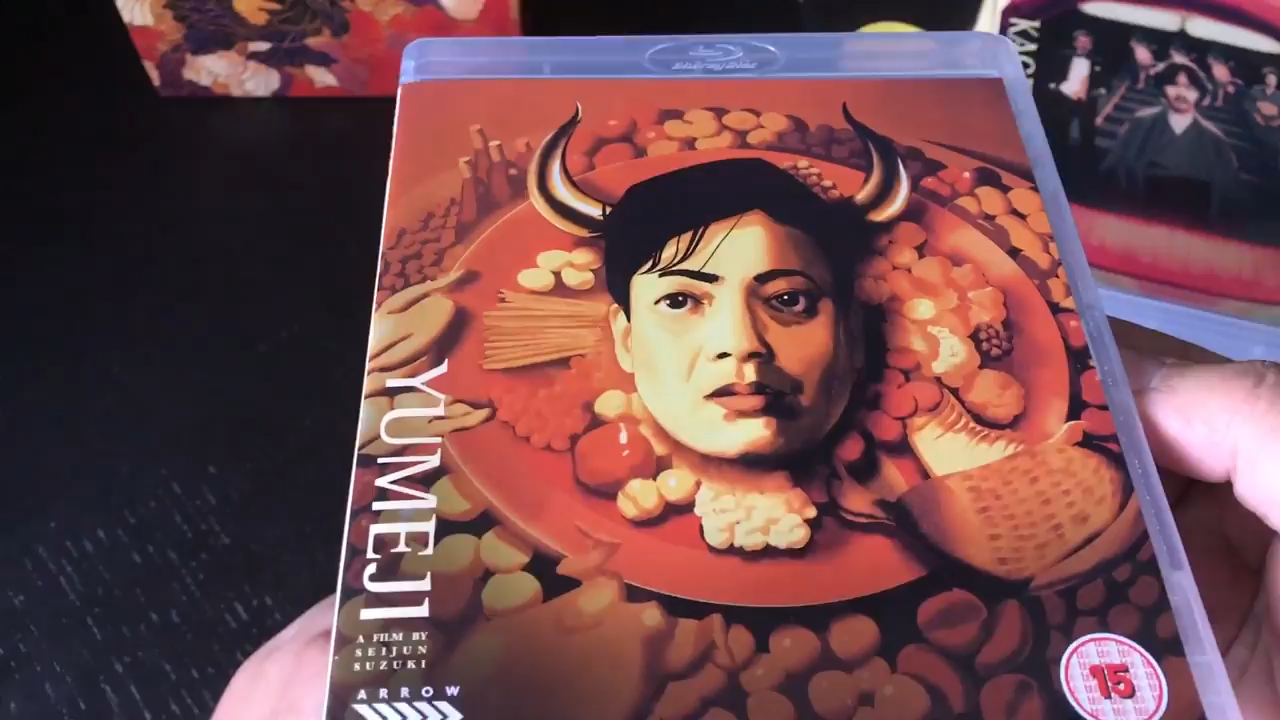 Blu-ray Disc
YUMEJI
A FILM BY
SEIJUN
SUZUKI
ARROW
15